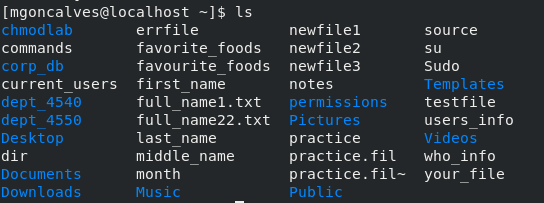 [mgoncalves@localhost ~]$ ls
chmodlab errfile newfile1 source
commands favorite_foods newfile2 su
corp_db favourite_foods newfile3 Sudo
current_users first_name notes Templates
dept_4540 full_name1.txt permissions testfile
dept_4550 full_name22.txt Pictures users_info
Desktop last_name practice Videos
dir middle_name practice.fil who_info
Documents month practice.fil~ your_file
Downloads Music Public